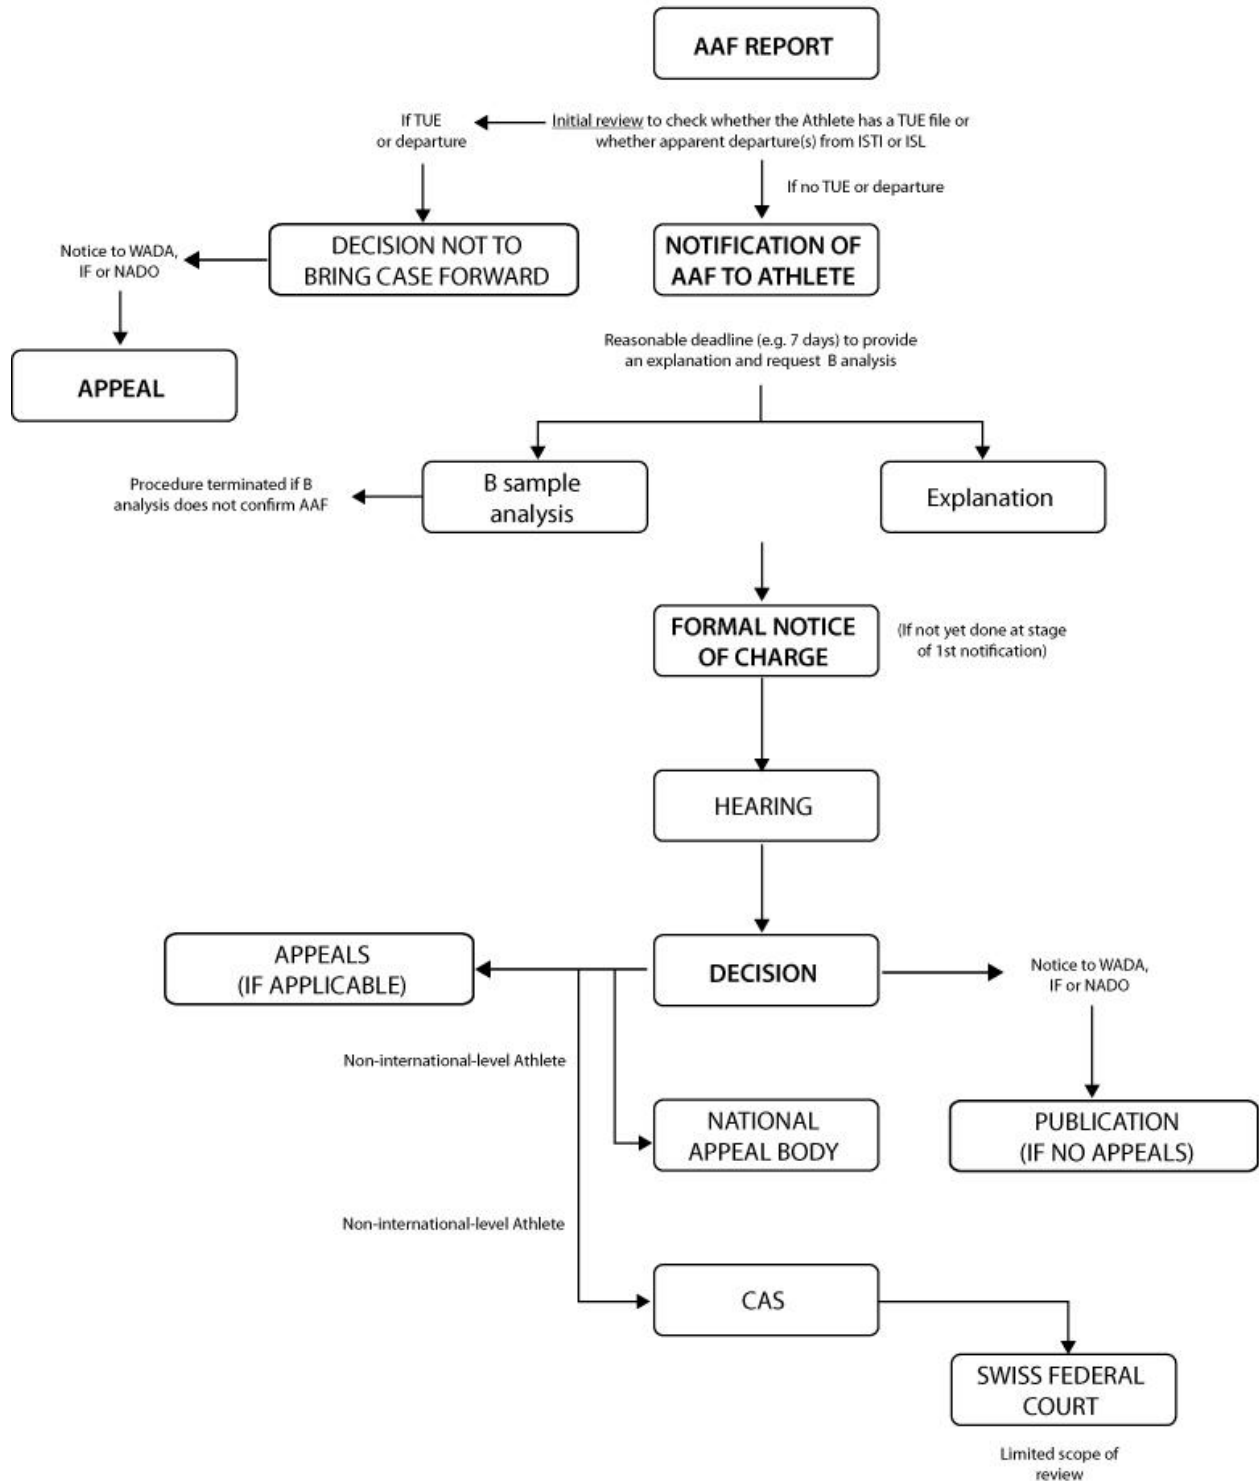 AAF REPORT
If TUE
or departure
Initial review to check whether the Athlete has a TUE file or
whether apparent departure(s) from ISTI or ISL
If no TUE or departure
Notice to WADA,
IF or NADO
DECISION NOT TO
BRING CASE FORWARD
NOTIFICATION OF
AAF TO ATHLETE
APPEAL
Reasonable deadline (e.g. 7 days) to provide
an explanation and request B analysis
Procedure terminated if B
analysis does not confirm AAF
B sample
analysis
Explanation
FORMAL NOTICE
OF CHARGE
(If not yet done at stage
of 1st notification)
HEARING
APPEALS
(IF APPLICABLE)
DECISION
Notice to WADA,
IF or NADO
Non-international-level Athlete
NATIONAL
APPEAL BODY
PUBLICATION
(IF NO APPEALS)
Non-international-level Athlete
CAS
SWISS FEDERAL
COURT
Limited scope of
review